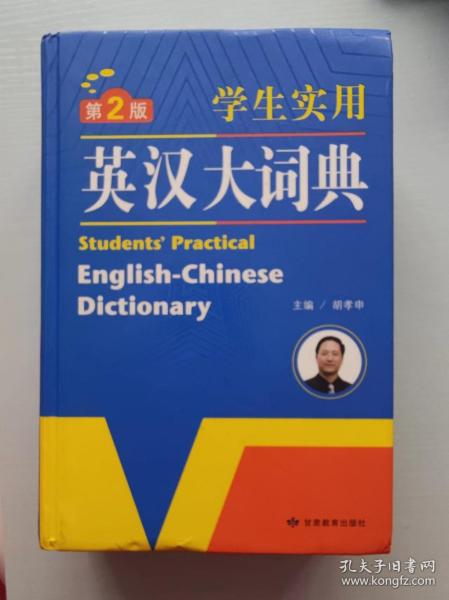 第2版
学生实用
英汉大词典
Students' Practical
English-Chinese
Dictionary
主编 / 胡孝申
甘肃教育出版社
孔夫子旧书网
www.kongfz.com